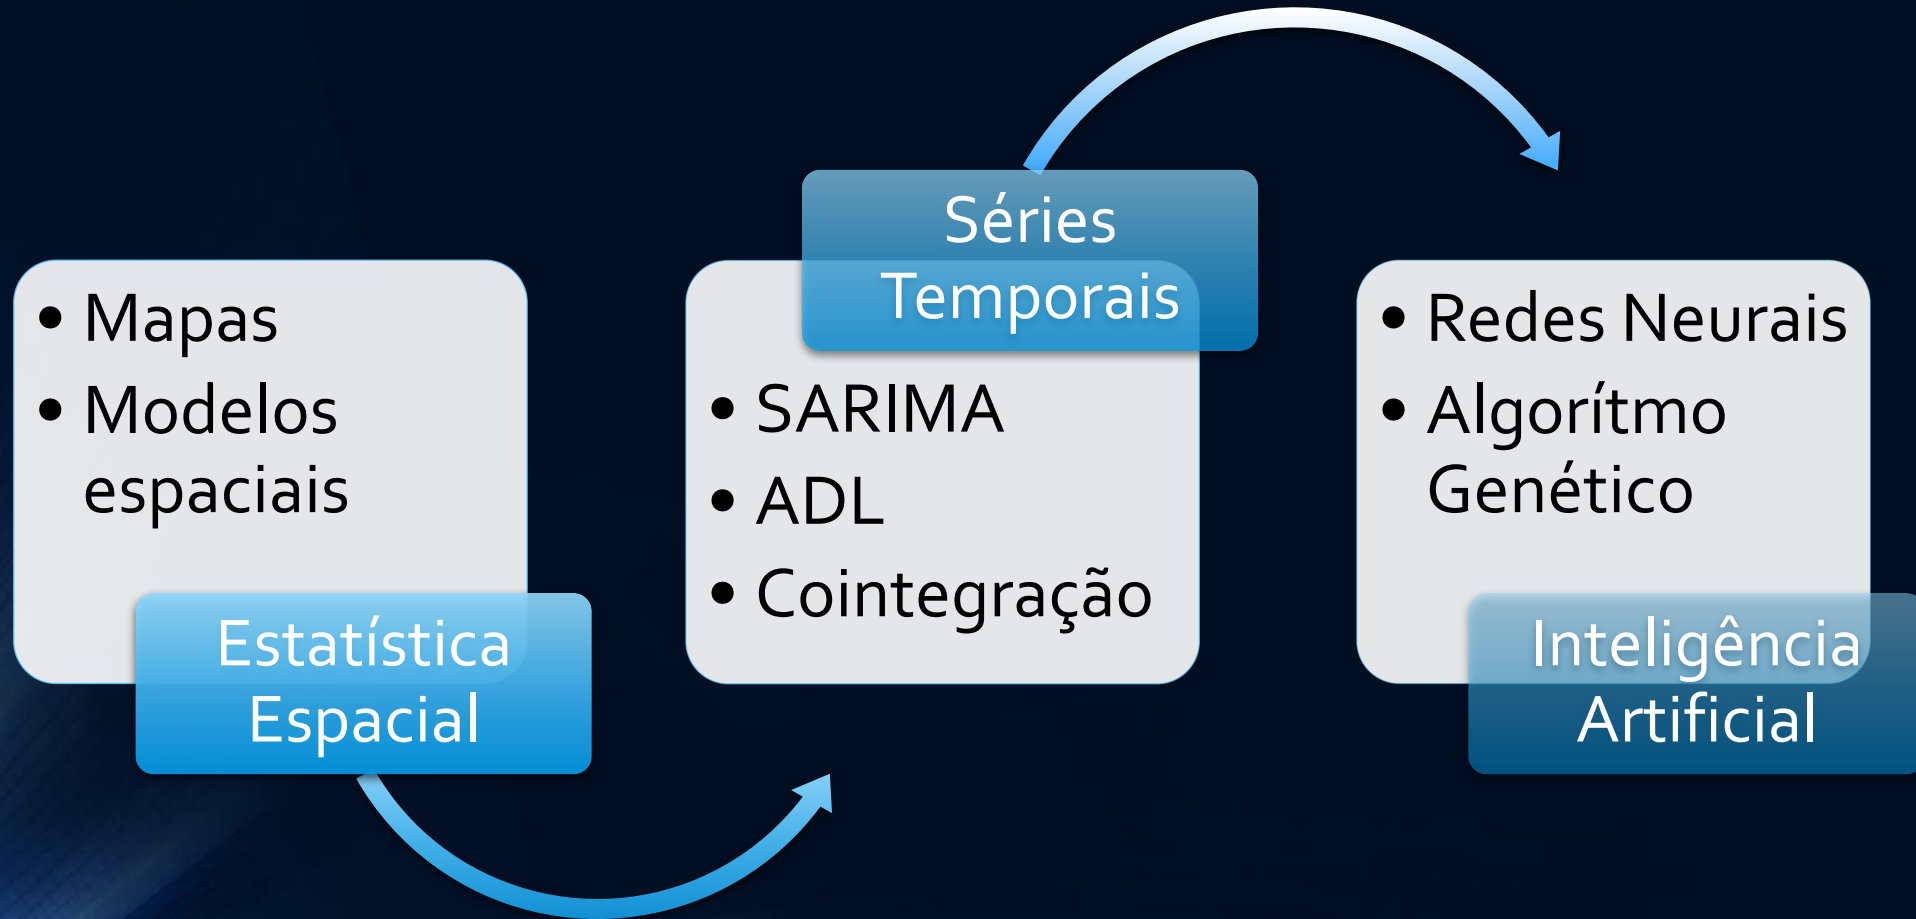 • Mapas
• Modelos
espaciais
Estatística
Espacial
Séries
Temporais
• SARIMA
• ADL
• Cointegração
• Redes Neurais
• Algorítmo
Genético
Inteligência
Artificial